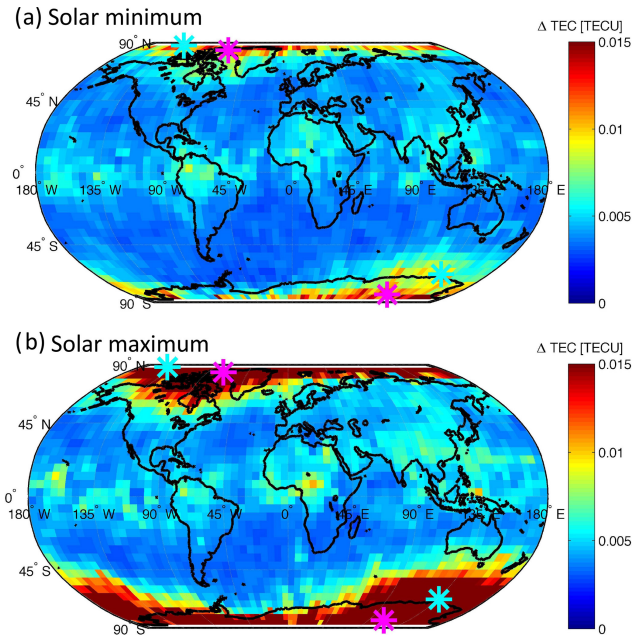 (a) Solar minimum
Δ TEC [TECU]
90° N
45° N
0°
180° W 135° W 90° W 45° W 0° 45° E 90° E 135° E 180° E
45° S
90° S
0.015
0.01
0.005
0
(b) Solar maximum
Δ TEC [TECU]
90° N
45° N
0°
180° W 135° W 90° W 45° W 0° 45° E 90° E 135° E 180° E
45° S
90° S
0.015
0.01
0.005
0